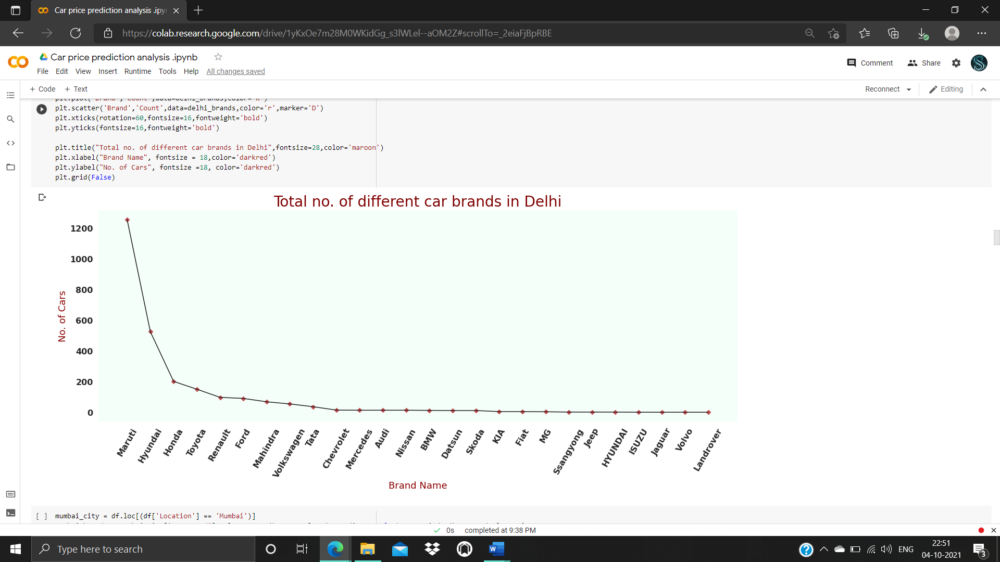 Car price prediction analysis .ipy
https://colab.research.google.com/drive/1yKxOe7m28M0WKidGg_s3lWLel--aOM2Z#scrollTo=_2eiaFjBpRBE
Car price prediction analysis .ipynb
File Edit View Insert Runtime Tools Help All changes saved
Comment Share
+ Code + Text
Reconnect Editing
plt.scatter('Brand','Count',data=delhi_brands,color='r',marker='D')
plt.xticks(rotation=60,fontsize=16,fontweight='bold')
plt.yticks(fontsize=16,fontweight='bold')
plt.title("Total no. of different car brands in Delhi",fontsize=28,color='maroon')
plt.xlabel("Brand Name", fontsize = 18,color='darkred')
plt.ylabel("No. of Cars", fontsize =18, color='darkred')
plt.grid(False)
Total no. of different car brands in Delhi
1200
1000
800
600
400
200
0
No. of Cars
Maruti
Hyundai
Honda
Toyota
Renault
Ford
Mahindra
Volkswagen
Tata
Chevrolet
Mercedes
Audi
Nissan
BMW
Datsun
Skoda
KIA
Fiat
MG
Ssangyong
Jeep
HYUNDAI
ISUZU
Jaguar
Volvo
Landrover
Brand Name
[ ] mumbai_city = df.loc[(df['Location'] == 'Mumbai')]
0s completed at 9:38 PM
Type here to search
ENG
22:51
04-10-2021
3